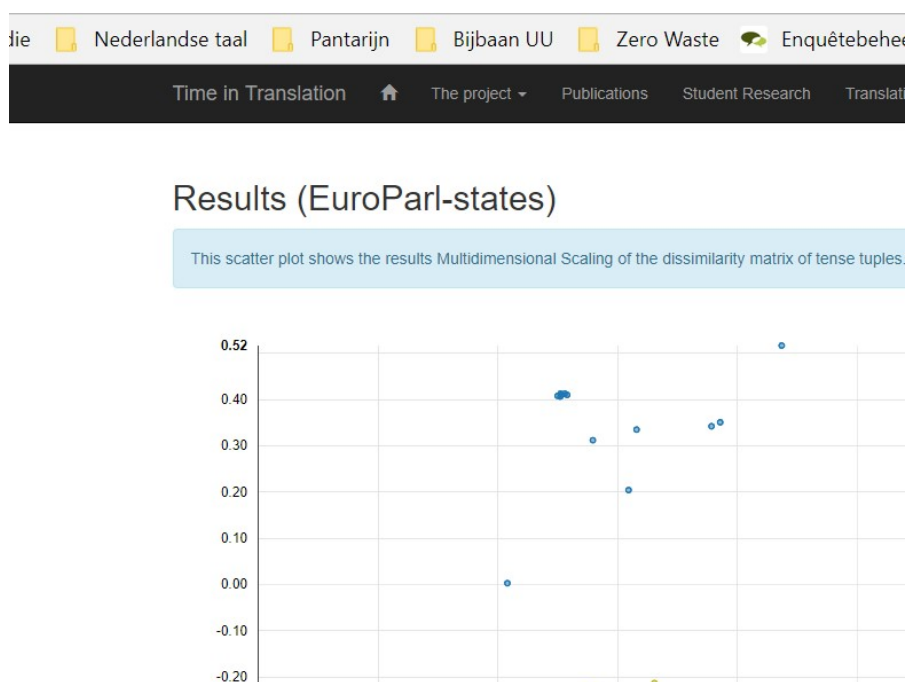 Nederlandse taal Pantarijn Bijbaan UU Zero Waste
Time in Translation The project Publications Student Research
Results (EuroParl-states)
This scatter plot shows the results Multidimensional Scaling of the dissimilarity matrix of tense tuples.
0.52
0.40
0.30
0.20
0.10
0.00
-0.10
-0.20